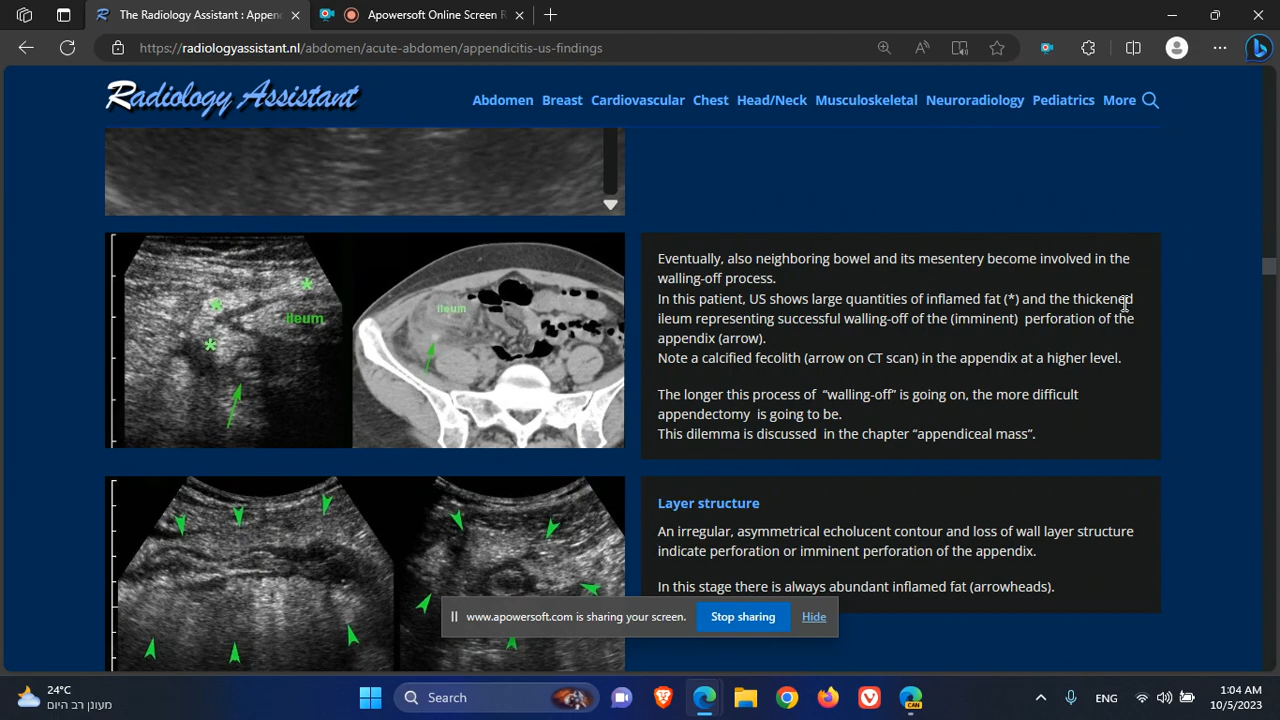 The Radiology Assistant : Appen
Apowersoft Online Screen R
https://radiologyassistant.nl/abdomen/acute-abdomen/appendicitis-us-findings
Radiology Assistant
Abdomen Breast Cardiovascular Chest Head/Neck Musculoskeletal Neuroradiology Pediatrics More
*
*
ileum
*
ileum
Eventually, also neighboring bowel and its mesentery become involved in the
walling-off process.
In this patient, US shows large quantities of inflamed fat (*) and the thickened
ileum representing successful walling-off of the (imminent)  perforation of the
appendix (arrow).
Note a calcified fecolith (arrow on CT scan) in the appendix at a higher level.
The longer this process of  “walling-off” is going on, the more difficult
appendectomy  is going to be.
This dilemma is discussed  in the chapter “appendiceal mass”.
Layer structure
An irregular, asymmetrical echolucent contour and loss of wall layer structure
indicate perforation or imminent perforation of the appendix.
In this stage there is always abundant inflamed fat (arrowheads).
www.apowersoft.com is sharing your screen.
Stop sharing
Hide
24°C
מעונן רב היום
Search
CAN
ENG
1:04 AM
10/5/2023